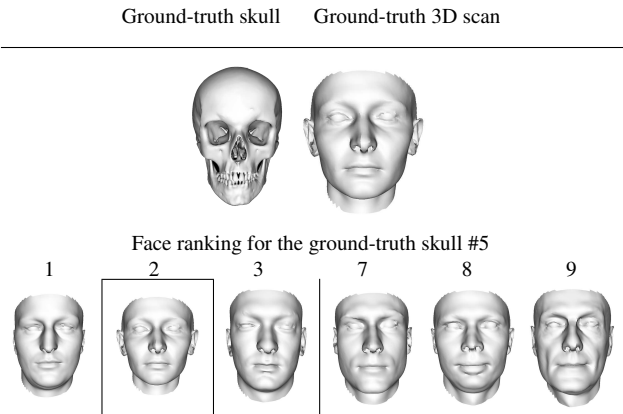 Ground-truth skull Ground-truth 3D scan
Face ranking for the ground-truth skull #5
1 2 3 7 8 9